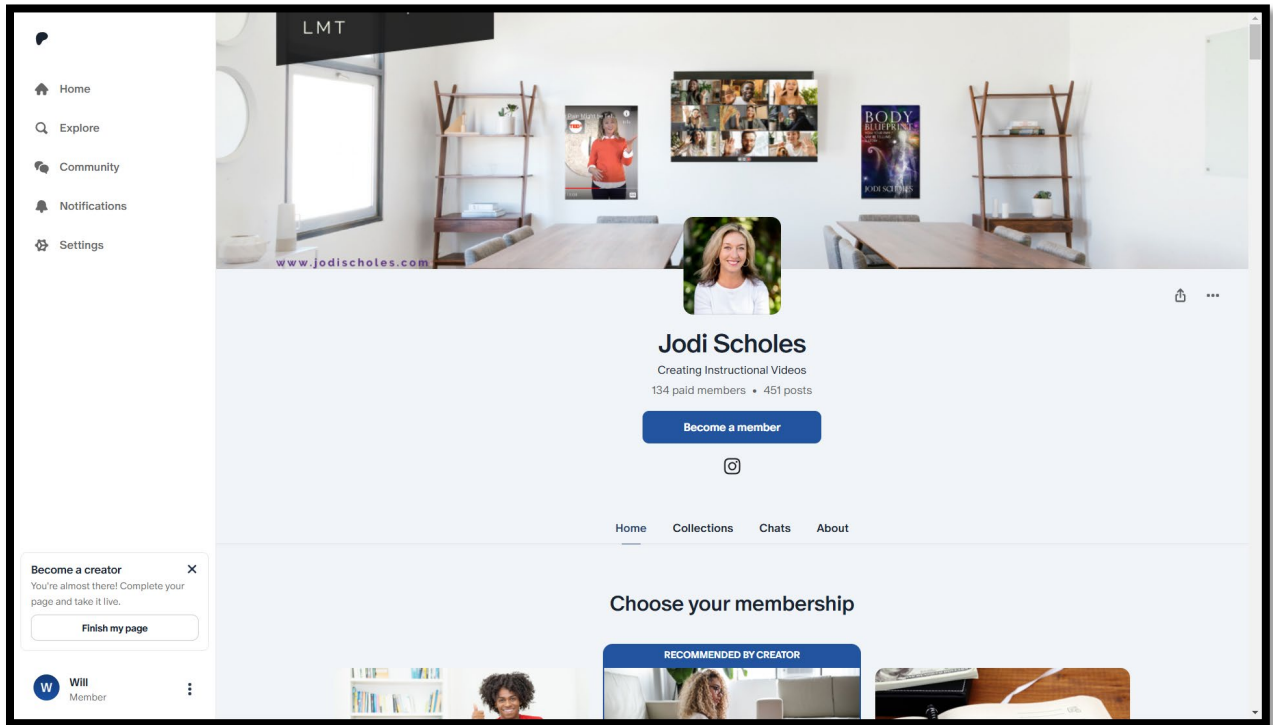 LMT
Home
Explore
Community
Notifications
Settings
TEDx
BODY
BLUEPRINT
JODI SCHOLES
www.jodischoles.com
Jodi Scholes
Creating Instructional Videos
134 paid members • 451 posts
Become a member
Home Collections Chats About
Become a creator
You're almost there! Complete your
page and take it live.
Finish my page
Choose your membership
RECOMMENDED BY CREATOR
W
Will
Member